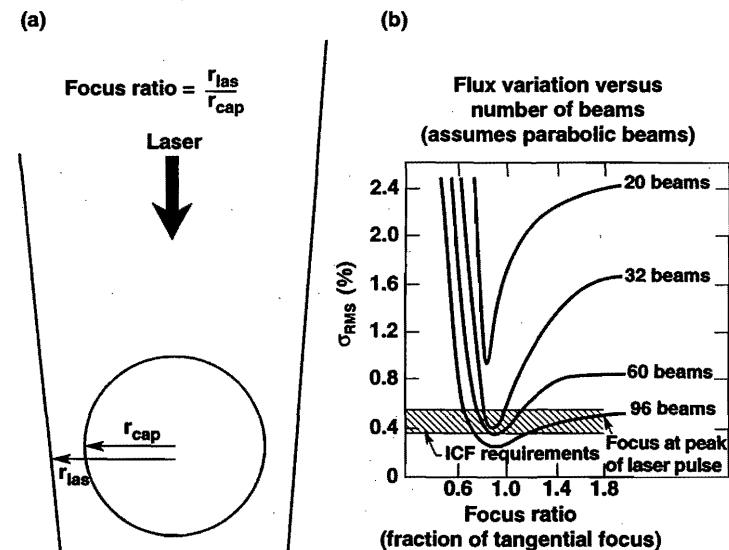 (a)
Focus ratio = r_las / r_cap
Laser
r_cap
r_las
(b)
Flux variation versus
number of beams
(assumes parabolic beams)
σ_RMS (%)
2.4
2.0
1.6
1.2
0.8
0.4
0
20 beams
32 beams
60 beams
96 beams
ICF requirements
Focus at peak
of laser pulse
0.6 1.0 1.4 1.8
Focus ratio
(fraction of tangential focus)